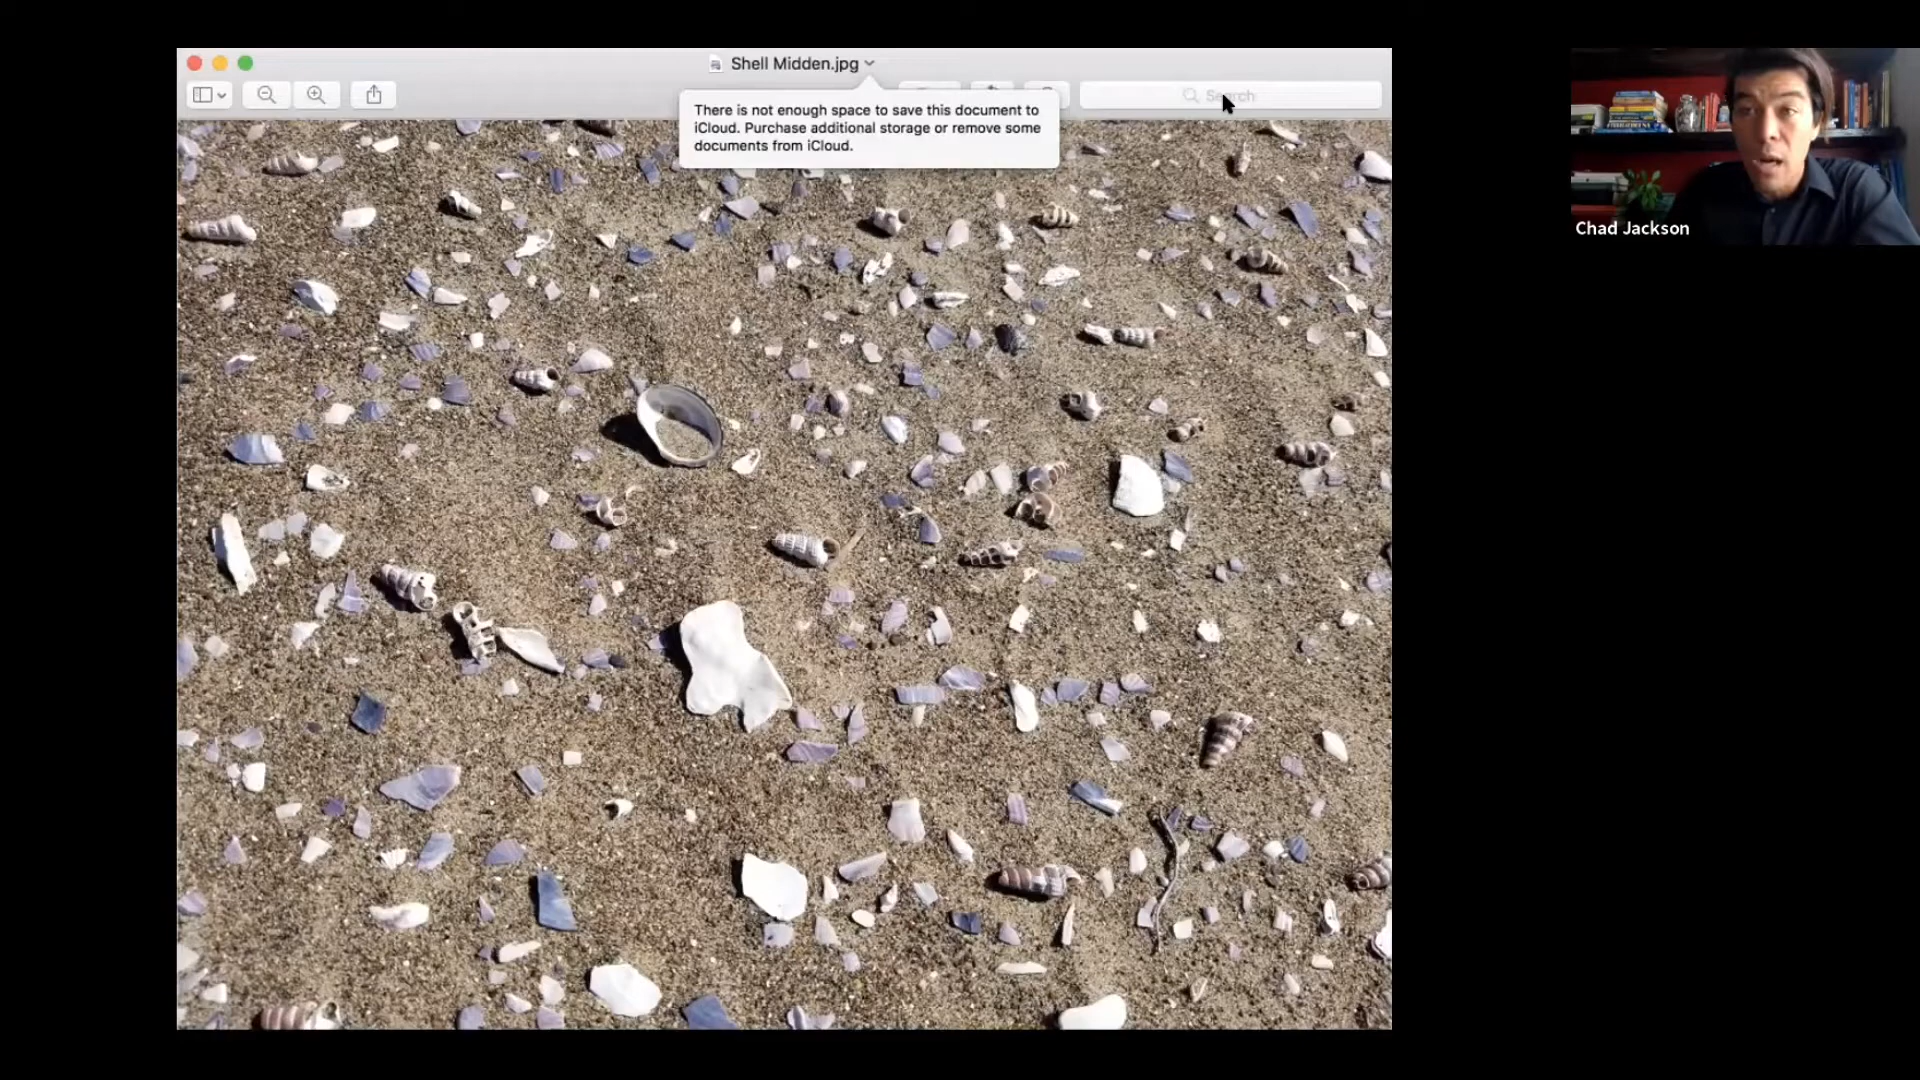 Shell Midden.jpg
Search
There is not enough space to save this document to
iCloud. Purchase additional storage or remove some
documents from iCloud.
Chad Jackson